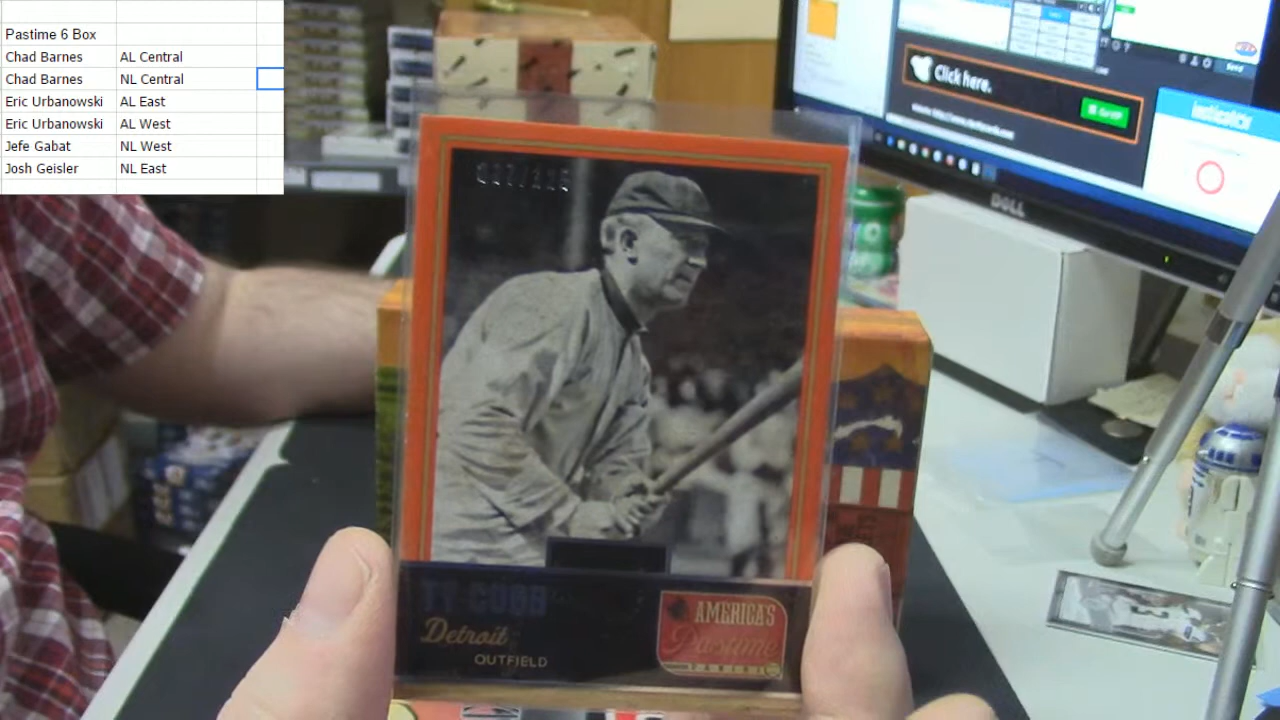 Pastime 6 Box
Chad Barnes AL Central
Chad Barnes NL Central
Eric Urbanowski AL East
Eric Urbanowski AL West
Jefe Gabat NL West
Josh Geisler NL East
Click here.
DELL
TY COBB
Detroit
OUTFIELD
AMERICA'S
Pastime
PANINI